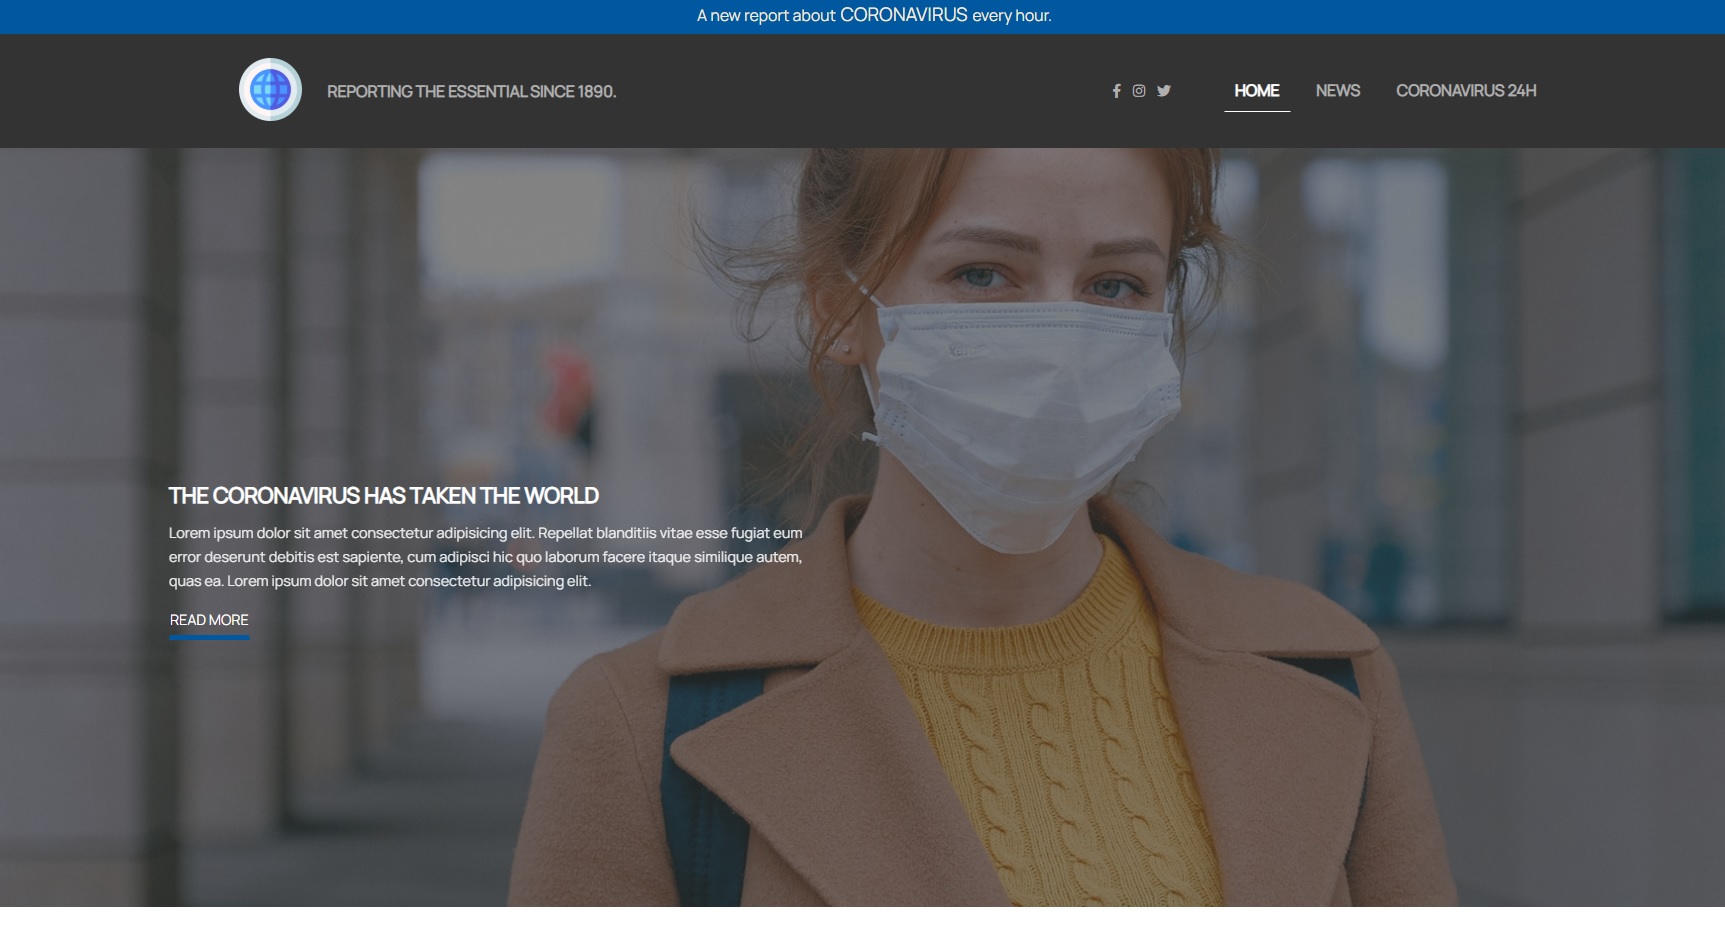 A new report about CORONAVIRUS every hour.
REPORTING THE ESSENTIAL SINCE 1890.
HOME NEWS CORONAVIRUS 24H
THE CORONAVIRUS HAS TAKEN THE WORLD
Lorem ipsum dolor sit amet consectetur adipisicing elit. Repellat blanditiis vitae esse fugiat eum
error deserunt debitis est sapiente, cum adipisci hic quo laborum facere itaque similique autem,
quas ea. Lorem ipsum dolor sit amet consectetur adipisicing elit.
READ MORE